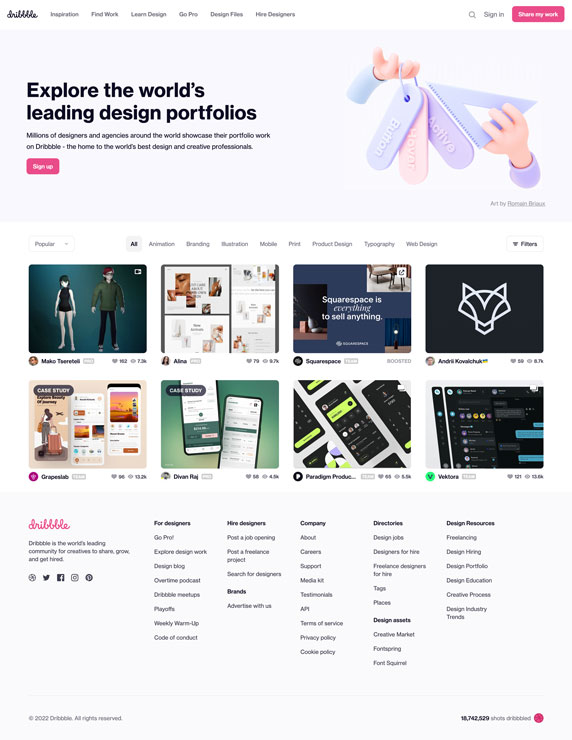 dribbble
Inspiration Find Work Learn Design Go Pro Design Files Hire Designers
Sign in Share my work
Explore the world's
leading design portfolios
Millions of designers and agencies around the world showcase their portfolio work
on Dribbble - the home to the world's best design and creative professionals.
Sign up
Button
Hover
Active
Art by Romain Briaux
Popular
All Animation Branding Illustration Mobile Print Product Design Typography Web Design
Filters
Squarespace is
everything
to sell anything.
SQUARESPACE
Mako Tsereteli PRO 162 7.3k
Alina PRO 79 9.7k
Squarespace TEAM BOOSTED
Andrii Kovalchuk 59 8.7k
CASE STUDY
Explore Beauty
Of journey
CASE STUDY
Grapeslab TEAM 96 13.2k
Divan Raj PRO 58 4.5k
Paradigm Produc... TEAM 65 5.5k
Vektora TEAM 121 13.6k
dribbble
Dribbble is the world's leading
community for creatives to share, grow,
and get hired.
For designers
Go Pro!
Explore design work
Design blog
Overtime podcast
Dribbble meetups
Playoffs
Weekly Warm-Up
Code of conduct
Hire designers
Post a job opening
Post a freelance
project
Search for designers
Brands
Advertise with us
Company
About
Careers
Support
Media kit
Testimonials
API
Terms of service
Privacy policy
Cookie policy
Directories
Design jobs
Designers for hire
Freelance designers
for hire
Tags
Places
Design assets
Creative Market
Fontspring
Font Squirrel
Design Resources
Freelancing
Design Hiring
Design Portfolio
Design Education
Creative Process
Design Industry
Trends
© 2022 Dribbble. All rights reserved.
18,742,529 shots dribbbled